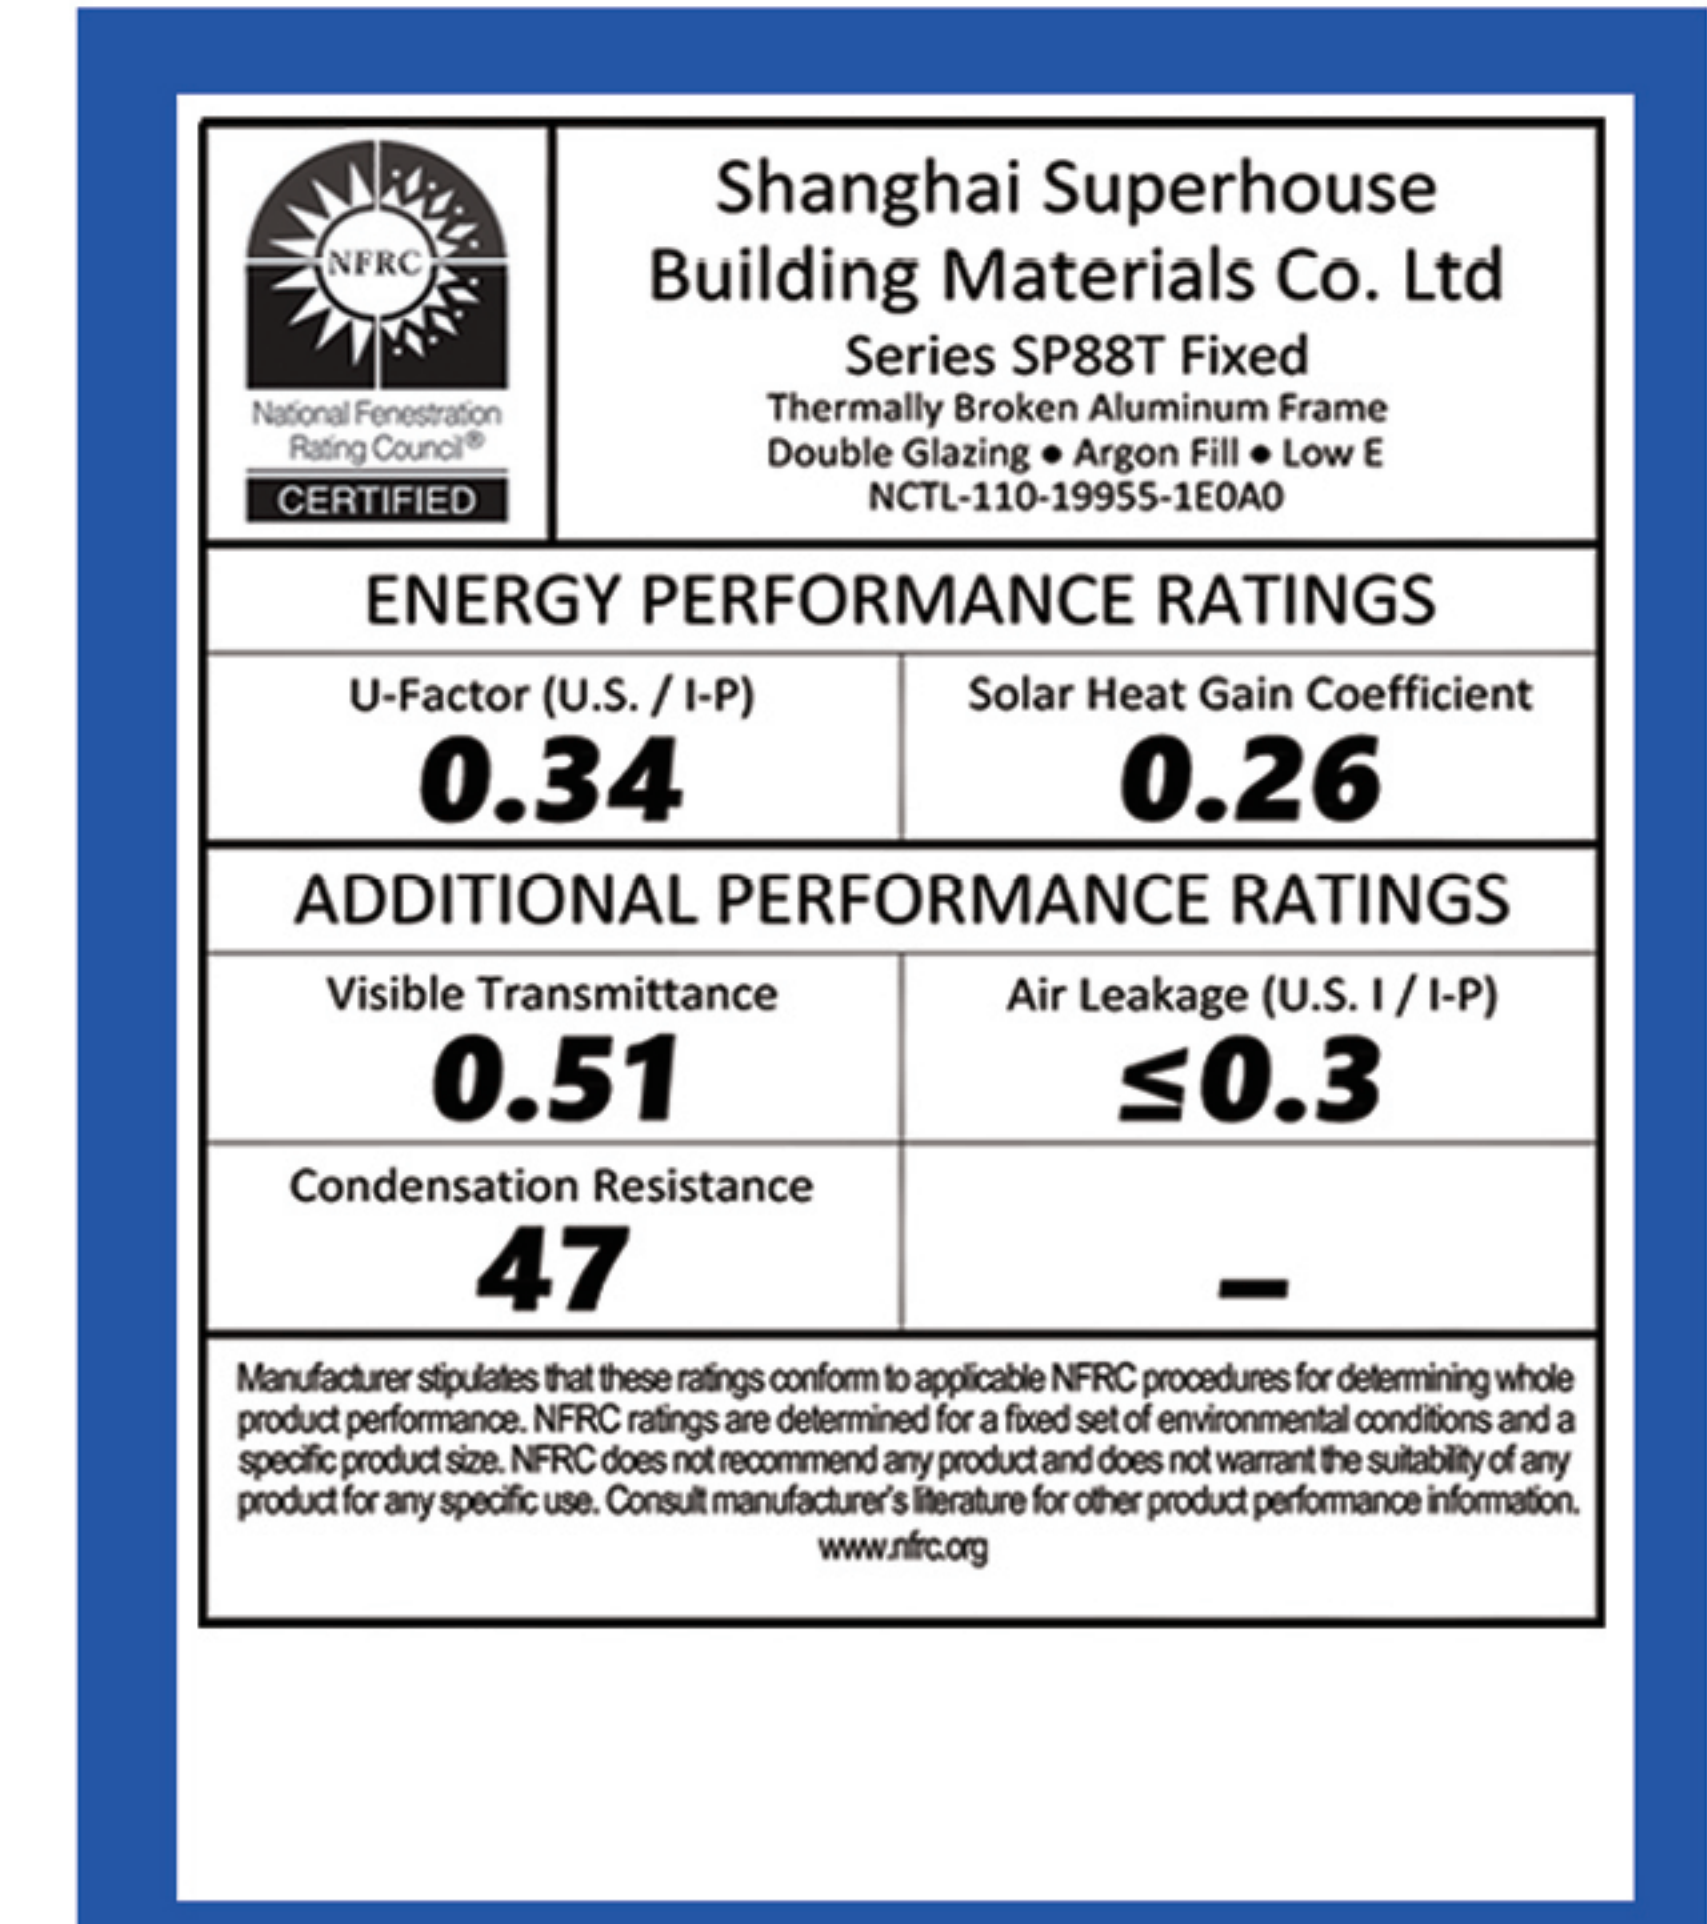 NFRC
National Fenestration
Rating Council®
CERTIFIED
Shanghai Superhouse
Building Materials Co. Ltd
Series SP88T Fixed
Thermally Broken Aluminum Frame
Double Glazing ● Argon Fill ● Low E
NCTL-110-19955-1E0A0
ENERGY PERFORMANCE RATINGS
U-Factor (U.S. / I-P)
0.34
Solar Heat Gain Coefficient
0.26
ADDITIONAL PERFORMANCE RATINGS
Visible Transmittance
0.51
Air Leakage (U.S. I / I-P)
≤0.3
Condensation Resistance
47
–
Manufacturer stipulates that these ratings conform to applicable NFRC procedures for determining whole
product performance. NFRC ratings are determined for a fixed set of environmental conditions and a
specific product size. NFRC does not recommend any product and does not warrant the suitability of any
product for any specific use. Consult manufacturer's literature for other product performance information.
www.nfrc.org